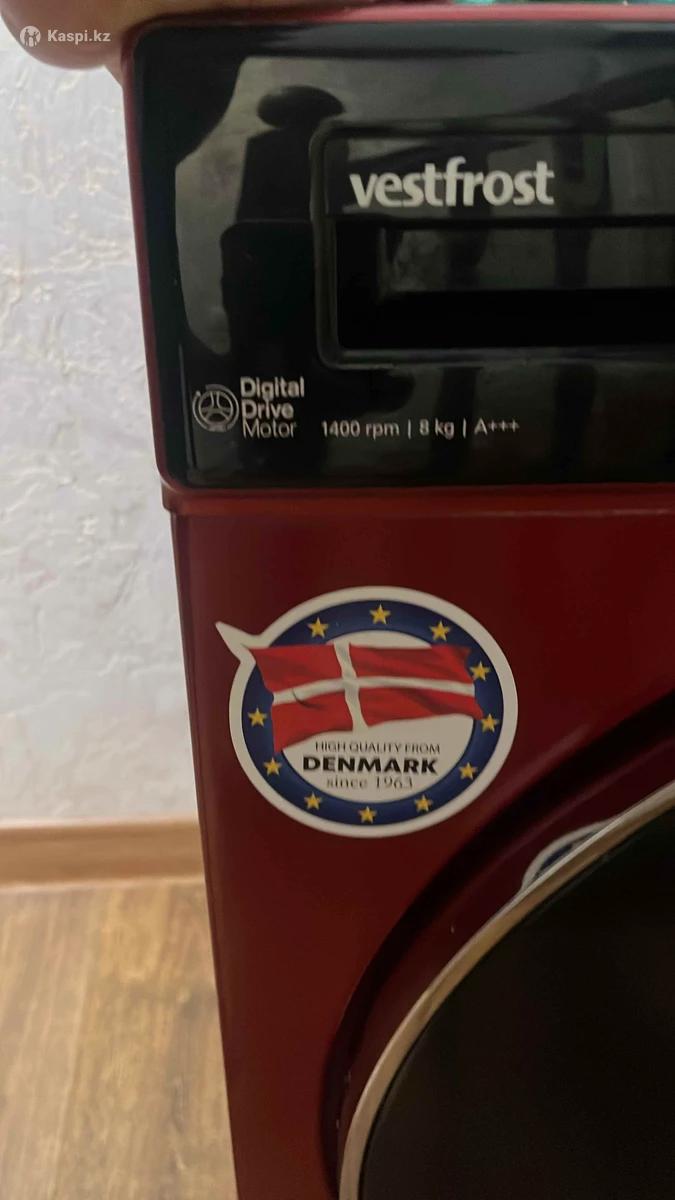 Kaspi.kz
vestfrost
Digital
Drive
Motor
1400 rpm | 8 kg | A+++
HIGH QUALITY FROM
DENMARK
since 1963